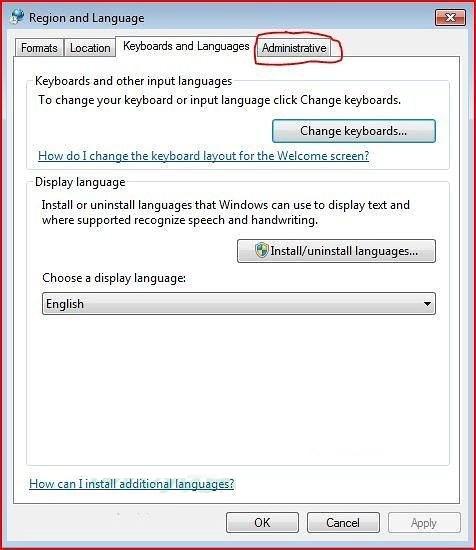 Region and Language
Formats Location Keyboards and Languages Administrative
Keyboards and other input languages
To change your keyboard or input language click Change keyboards.
Change keyboards...
How do I change the keyboard layout for the Welcome screen?
Display language
Install or uninstall languages that Windows can use to display text and
where supported recognize speech and handwriting.
Install/uninstall languages...
Choose a display language:
English
How can I install additional languages?
OK Cancel Apply